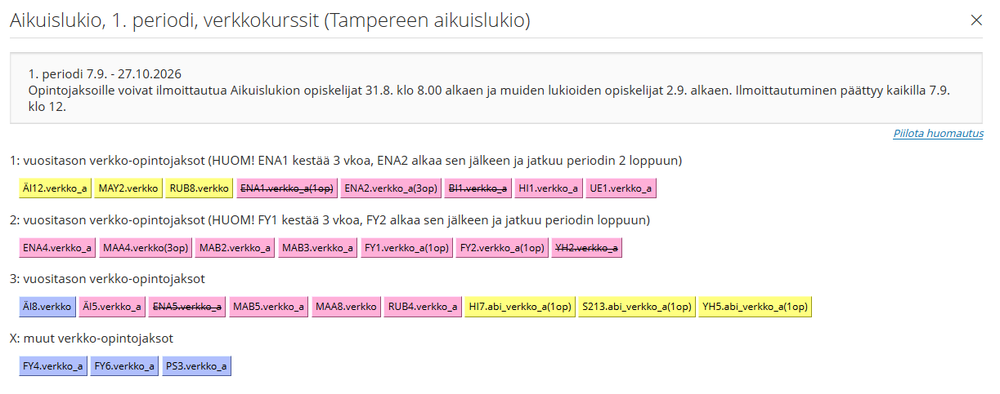 Aikuislukio, 1. periodi, verkkokurssit (Tampereen aikuislukio)
1. periodi 7.9. - 27.10.2026
Opintojaksoille voivat ilmoittautua Aikuislukion opiskelijat 31.8. klo 8.00 alkaen ja muiden lukioiden opiskelijat 2.9. alkaen. Ilmoittautuminen päättyy kaikilla 7.9.
klo 12.
Piilota huomautus
1: vuositason verkko-opintojaksot (HUOM! ENA1 kestää 3 vkoa, ENA2 alkaa sen jälkeen ja jatkuu periodin 2 loppuun)
ÄI12.verkko_a MAY2.verkko RUB8.verkko ENA1.verkko_a(1op) ENA2.verkko_a(3op) BI1.verkko_a HI1.verkko_a UE1.verkko_a
2: vuositason verkko-opintojaksot (HUOM! FY1 kestää 3 vkoa, FY2 alkaa sen jälkeen ja jatkuu periodin loppuun)
ENA4.verkko_a MAA4.verkko(3op) MAB2.verkko_a MAB3.verkko_a FY1.verkko_a(1op) FY2.verkko_a(1op) YH2.verkko_a
3: vuositason verkko-opintojaksot
ÄI8.verkko ÄI5.verkko_a ENA5.verkko_a MAB5.verkko_a MAA8.verkko RUB4.verkko_a HI7.abi_verkko_a(1op) S213.abi_verkko_a(1op) YH5.abi_verkko_a(1op)
X: muut verkko-opintojaksot
FY4.verkko_a FY6.verkko_a PS3.verkko_a